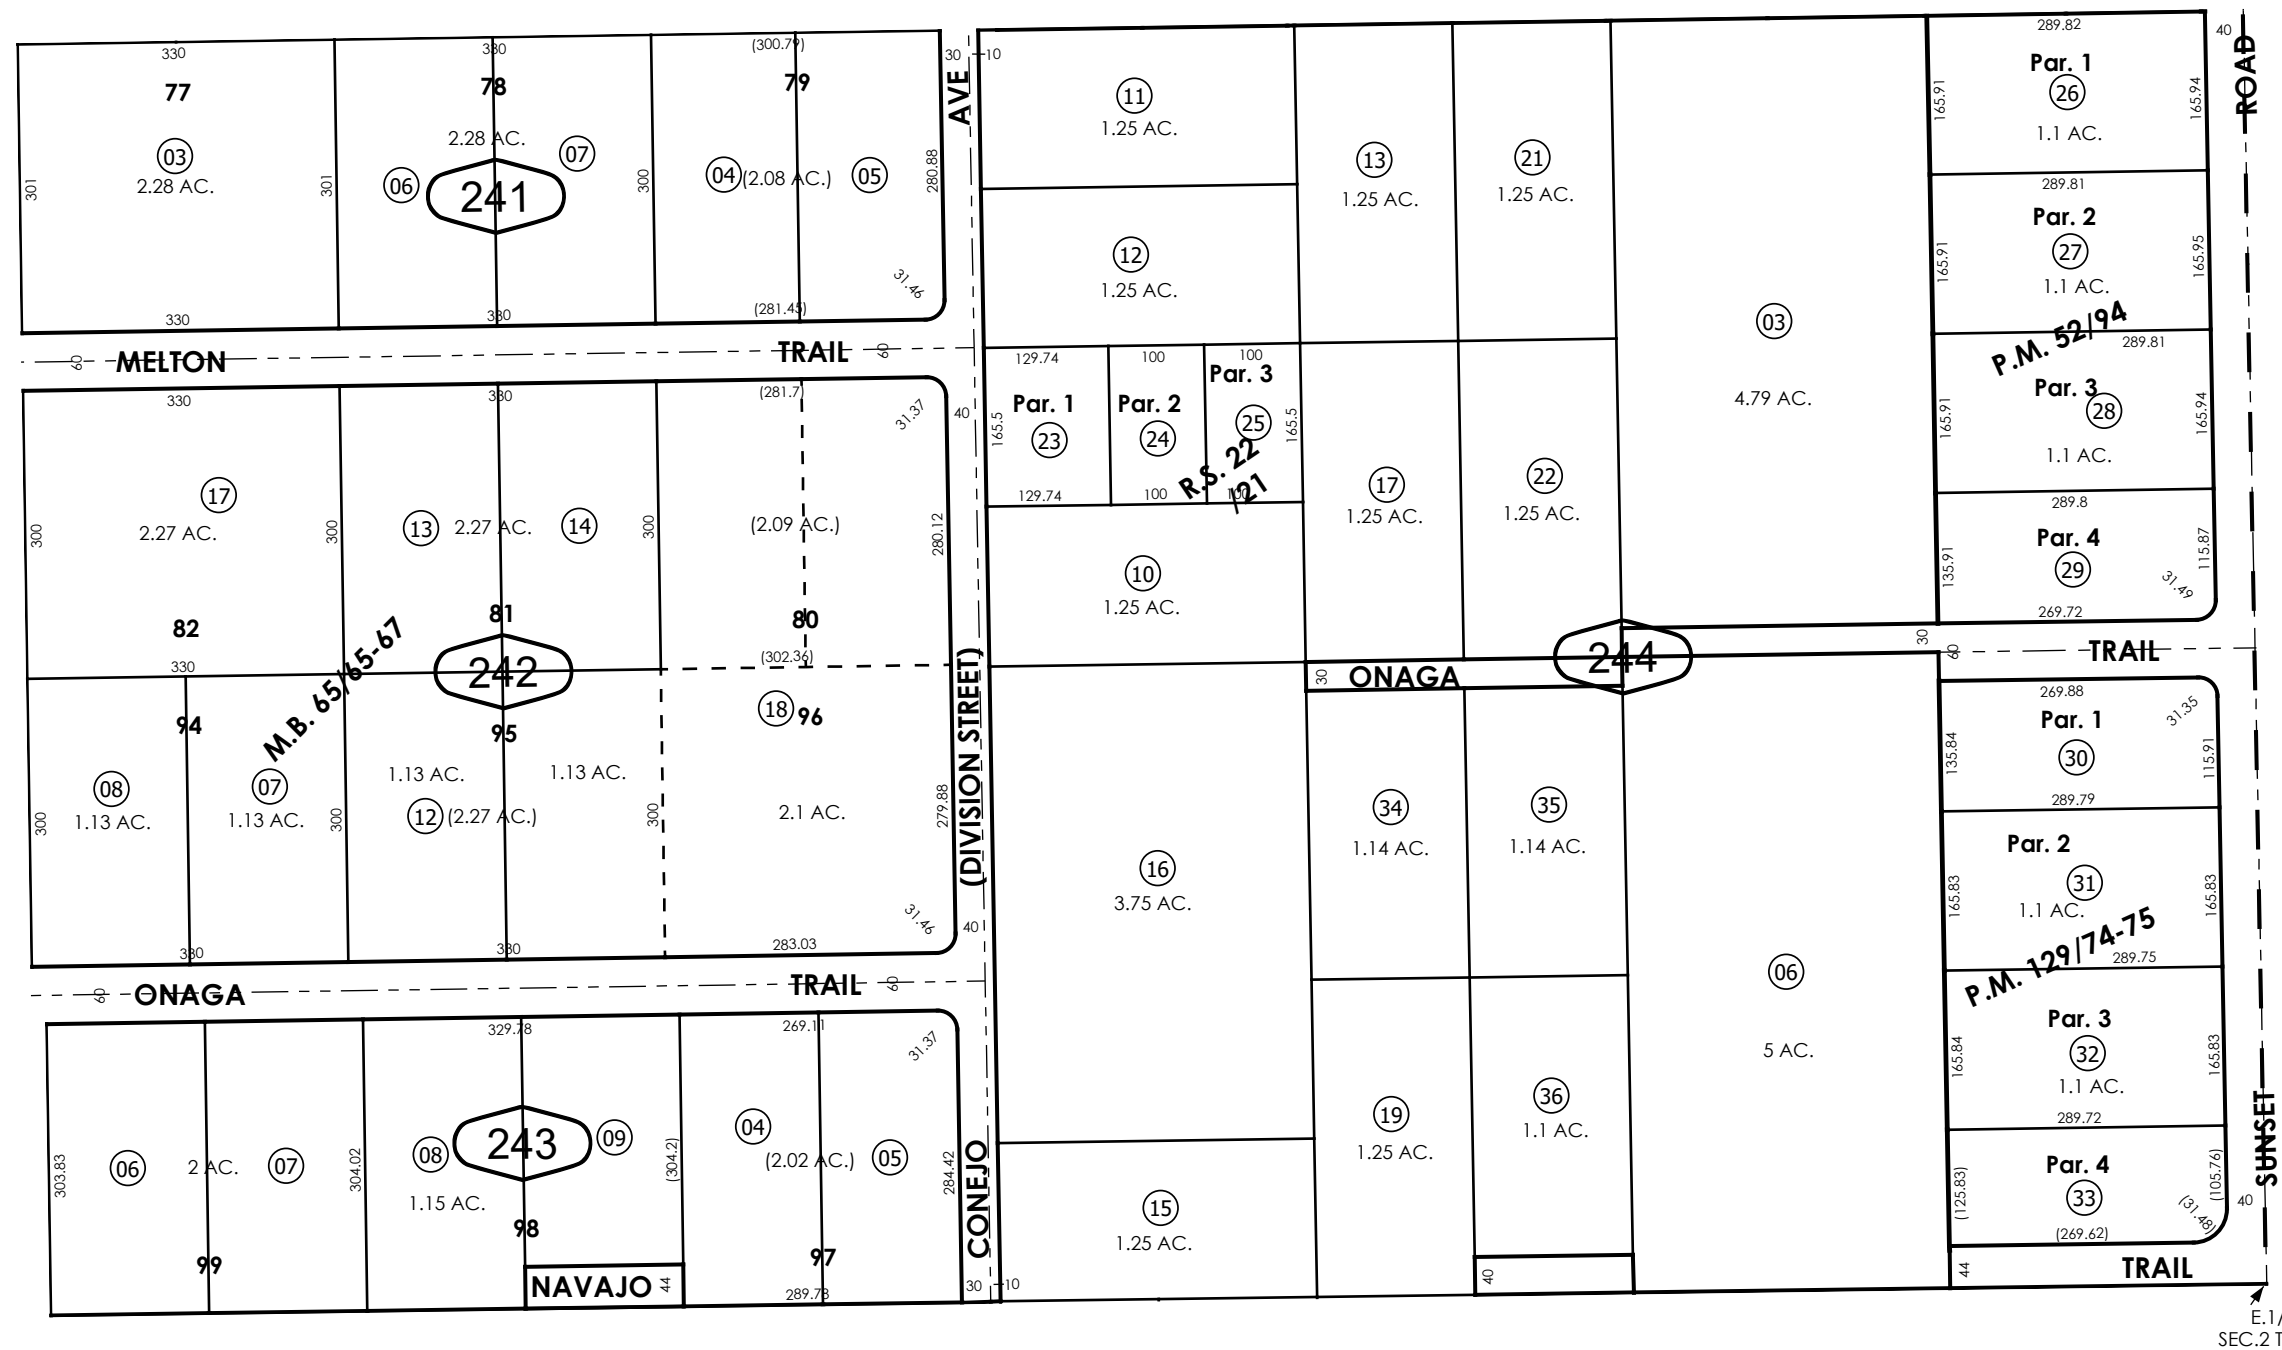 330
77
03
2.28 AC.
301
330
330
78
2.28 AC.
06
07
241
301
330
(300.79)
79
300
04
(2.08 AC.)
05
280.88
31.46
(281.45)
30
10
AVE
60
MELTON
TRAIL
60
330
17
2.27 AC.
300
82
330
330
13
2.27 AC.
14
300
81
242
(281.7)
31.37
40
300
(2.09 AC.)
280.12
80
(302.36)
M.B. 65/65-67
94
08
1.13 AC.
300
07
1.13 AC.
300
330
95
1.13 AC.
1.13 AC.
12
(2.27 AC.)
300
330
18
96
2.1 AC.
279.88
31.46
283.03
40
(DIVISION STREET)
60
ONAGA
TRAIL
60
303.83
06
2 AC.
07
304.02
99
329.78
08
243
09
1.15 AC.
98
(304.2)
NAVAJO
44
269.11
31.37
04
(2.02 AC.)
05
284.42
97
289.73
CONEJO
30
10
11
1.25 AC.
12
1.25 AC.
13
1.25 AC.
21
1.25 AC.
129.74
100
100
Par. 1
Par. 2
Par. 3
165.5
23
24
25
165.5
129.74
100
100
R.S. 22
/21
17
1.25 AC.
22
1.25 AC.
10
1.25 AC.
03
4.79 AC.
289.82
Par. 1
26
1.1 AC.
165.91
165.94
289.81
Par. 2
27
1.1 AC.
165.91
165.95
P.M. 52/94
289.81
Par. 3
28
1.1 AC.
165.91
165.94
289.8
Par. 4
29
135.91
115.87
31.49
269.72
40
ROAD
30
ONAGA
244
30
60
TRAIL
16
3.75 AC.
34
1.14 AC.
35
1.14 AC.
06
5 AC.
19
1.25 AC.
36
1.1 AC.
15
1.25 AC.
40
269.88
Par. 1
30
31.35
135.84
115.91
289.79
Par. 2
31
1.1 AC.
165.83
165.83
P.M. 129/74-75
289.75
Par. 3
32
1.1 AC.
165.84
165.83
289.72
Par. 4
33
(125.83)
(105.76)
(31.48)
(269.62)
40
SUNSET
44
TRAIL
E.1/
SEC.2 T